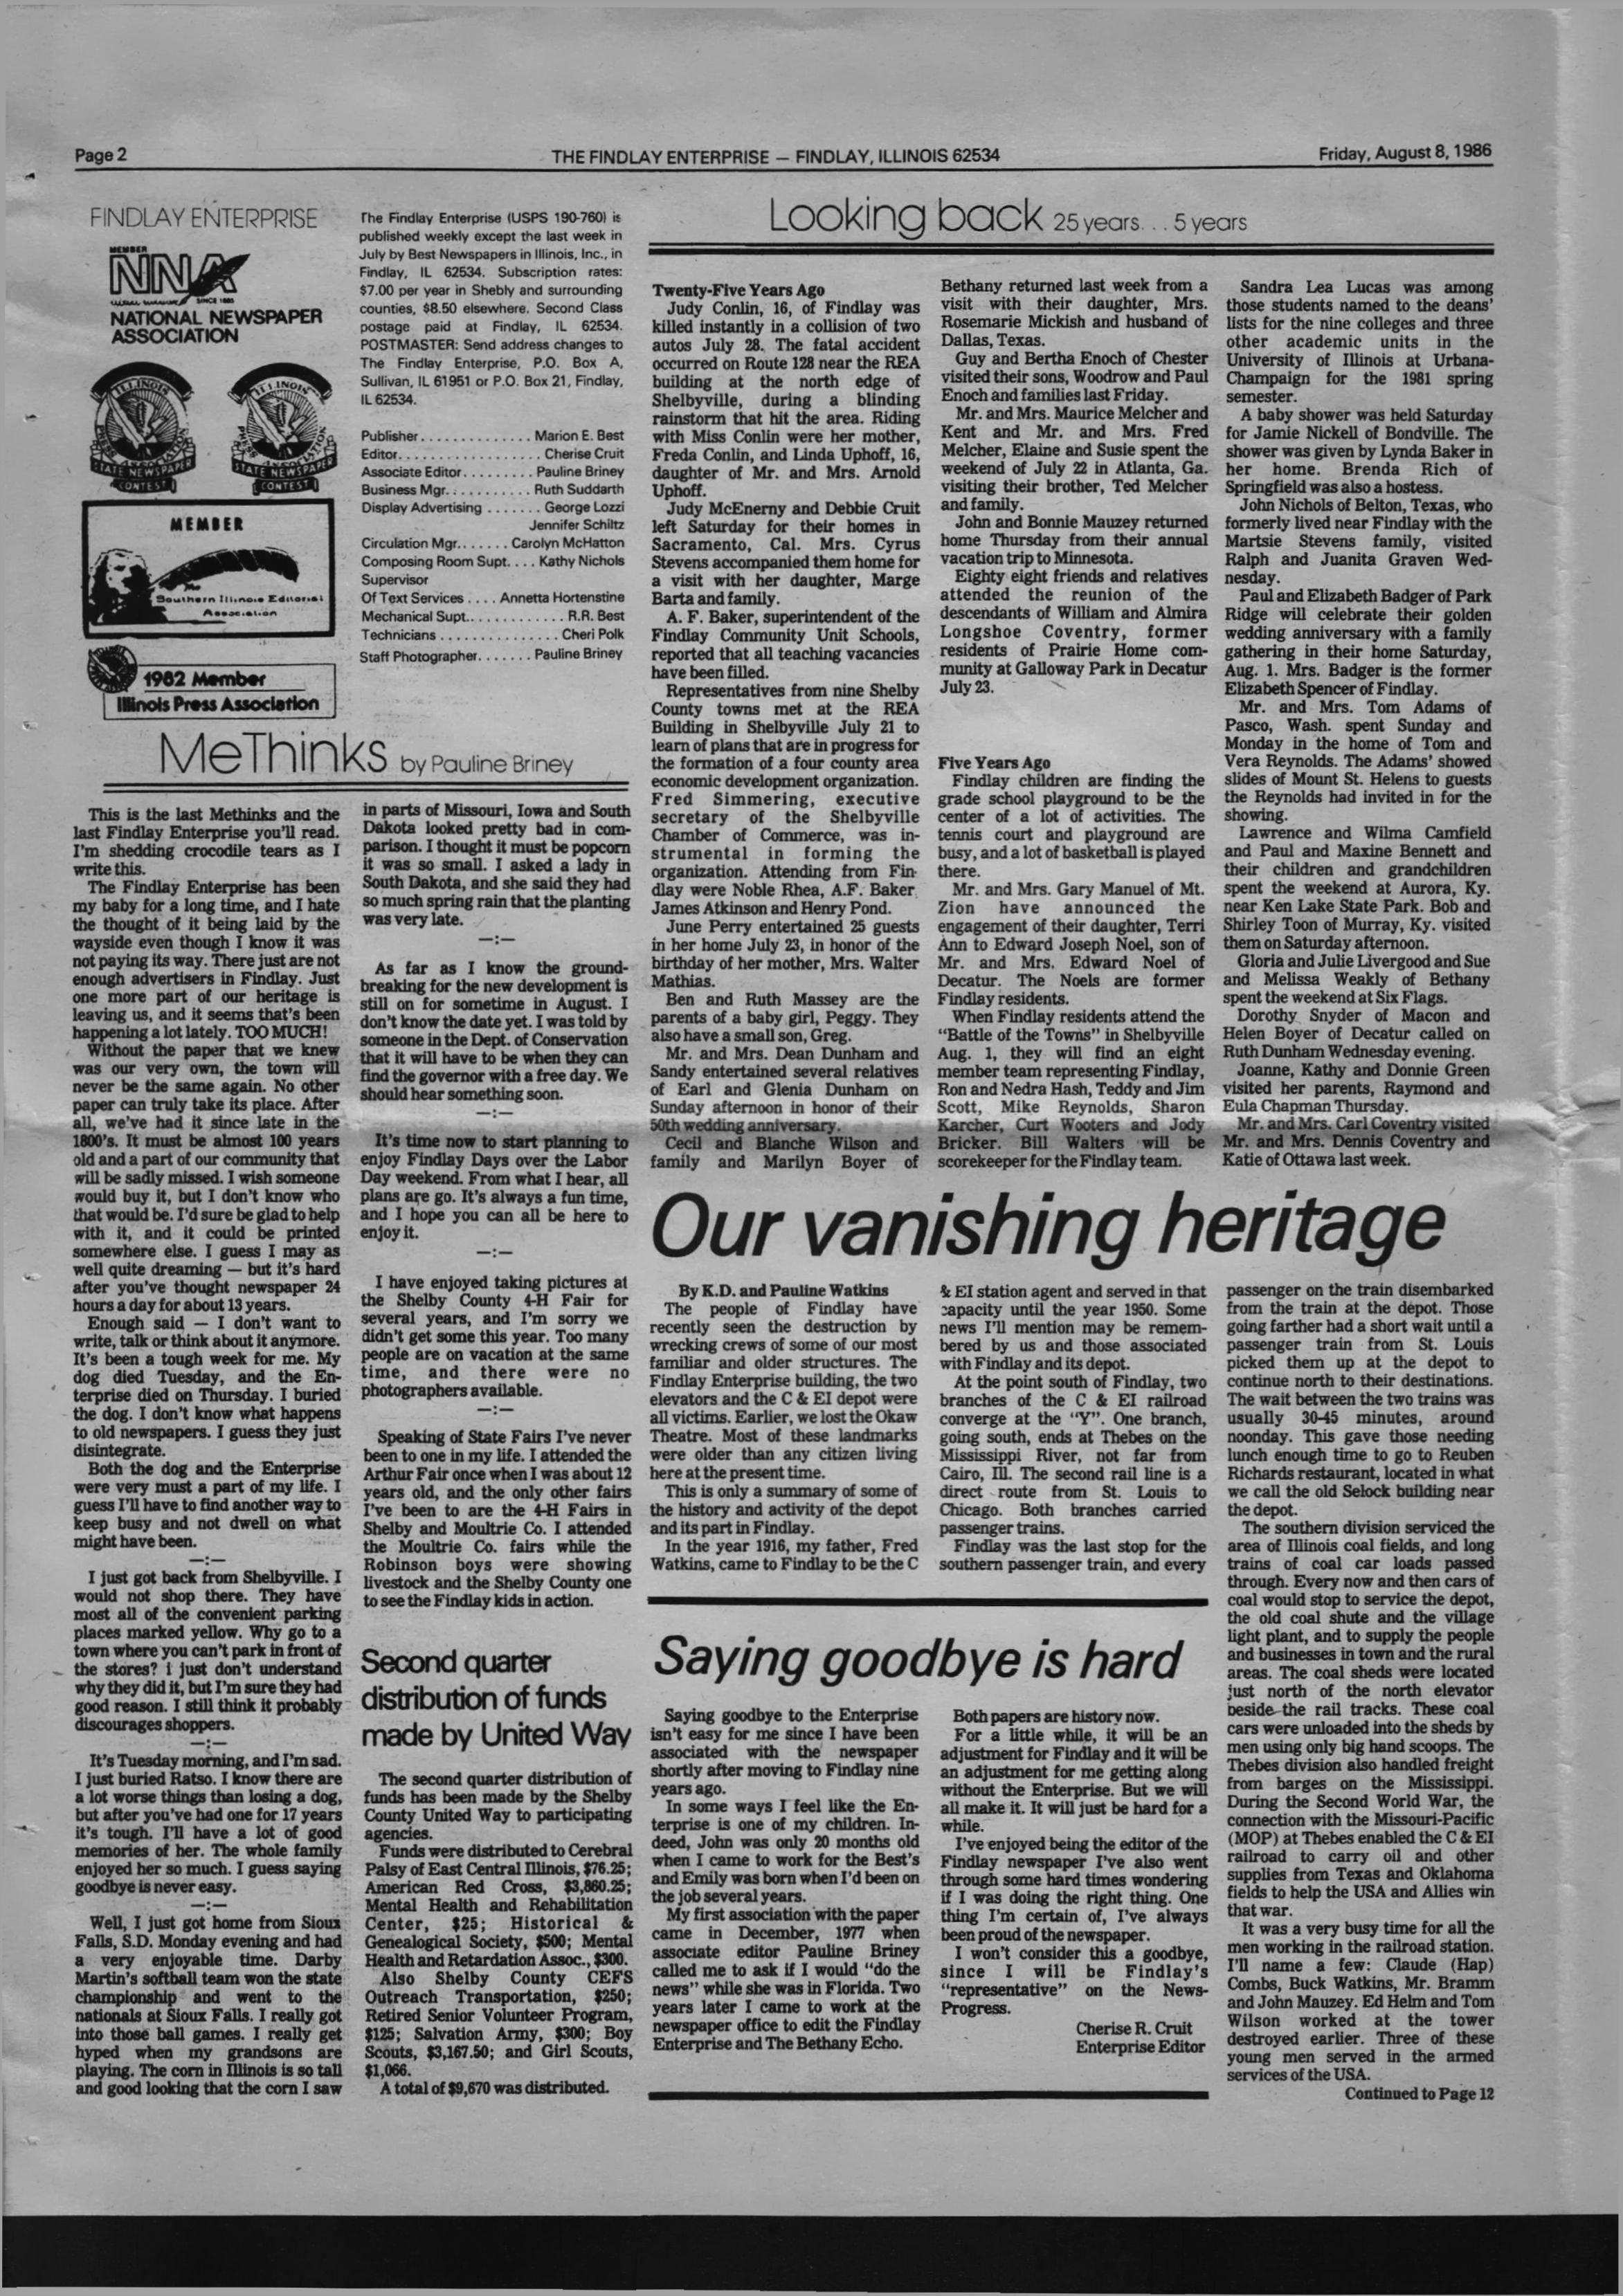 Page 2
THE FINDLAY ENTERPRISE — FINDLAY, ILLINOIS 62534
Friday, August 8, 1986
FINDLAY ENTERPRISE
MEMBER
NNA
SINCE 1885
NATIONAL NEWSPAPER
ASSOCIATION
ILLINOIS
PRESS ASSOCIATION
STATE NEWSPAPER
CONTEST
ILLINOIS
PRESS ASSOCIATION
STATE NEWSPAPER
CONTEST
MEMBER
The
Southern Illinois Editorial
Association
1982 Member
Illinois Press Association
The Findlay Enterprise (USPS 190-760) is
published weekly except the last week in
July by Best Newspapers in Illinois, Inc., in
Findlay, IL 62534. Subscription rates:
$7.00 per year in Shebly and surrounding
counties, $8.50 elsewhere. Second Class
postage paid at Findlay, IL 62534.
POSTMASTER: Send address changes to
The Findlay Enterprise, P.O. Box A,
Sullivan, IL 61951 or P.O. Box 21, Findlay,
IL 62534.
Publisher. . . . . . . . . . . . . . Marion E. Best
Editor. . . . . . . . . . . . . . . . . . Cherise Cruit
Associate Editor. . . . . . . . . Pauline Briney
Business Mgr. . . . . . . . . . . Ruth Suddarth
Display Advertising . . . . . . . George Lozzi
Jennifer Schiltz
Circulation Mgr. . . . . . . Carolyn McHatton
Composing Room Supt. . . . Kathy Nichols
Supervisor
Of Text Services . . . . Annetta Hortenstine
Mechanical Supt. . . . . . . . . . . . . R.R. Best
Technicians . . . . . . . . . . . . . . . Cheri Polk
Staff Photographer. . . . . . . Pauline Briney
MeThinks by Pauline Briney
This is the last Methinks and the
last Findlay Enterprise you'll read.
I'm shedding crocodile tears as I
write this.
The Findlay Enterprise has been
my baby for a long time, and I hate
the thought of it being laid by the
wayside even though I know it was
not paying its way. There just are not
enough advertisers in Findlay. Just
one more part of our heritage is
leaving us, and it seems that's been
happening a lot lately. TOO MUCH!
Without the paper that we knew
was our very own, the town will
never be the same again. No other
paper can truly take its place. After
all, we've had it since late in the
1800's. It must be almost 100 years
old and a part of our community that
will be sadly missed. I wish someone
would buy it, but I don't know who
that would be. I'd sure be glad to help
with it, and it could be printed
somewhere else. I guess I may as
well quite dreaming — but it's hard
after you've thought newspaper 24
hours a day for about 13 years.
Enough said — I don't want to
write, talk or think about it anymore.
It's been a tough week for me. My
dog died Tuesday, and the En-
terprise died on Thursday. I buried
the dog. I don't know what happens
to old newspapers. I guess they just
disintegrate.
Both the dog and the Enterprise
were very must a part of my life. I
guess I'll have to find another way to
keep busy and not dwell on what
might have been.
—:—
I just got back from Shelbyville. I
would not shop there. They have
most all of the convenient parking
places marked yellow. Why go to a
town where you can't park in front of
the stores? i just don't understand
why they did it, but I'm sure they had
good reason. I still think it probably
discourages shoppers.
—:—
It's Tuesday morning, and I'm sad.
I just buried Ratso. I know there are
a lot worse things than losing a dog,
but after you've had one for 17 years
it's tough. I'll have a lot of good
memories of her. The whole family
enjoyed her so much. I guess saying
goodbye is never easy.
—:—
Well, I just got home from Sioux
Falls, S.D. Monday evening and had
a very enjoyable time. Darby
Martin's softball team won the state
championship and went to the
nationals at Sioux Falls. I really got
into those ball games. I really get
hyped when my grandsons are
playing. The corn in Illinois is so tall
and good looking that the corn I saw
in parts of Missouri, Iowa and South
Dakota looked pretty bad in com-
parison. I thought it must be popcorn
it was so small. I asked a lady in
South Dakota, and she said they had
so much spring rain that the planting
was very late.
—:—
As far as I know the ground-
breaking for the new development is
still on for sometime in August. I
don't know the date yet. I was told by
someone in the Dept. of Conservation
that it will have to be when they can
find the governor with a free day. We
should hear something soon.
—:—
It's time now to start planning to
enjoy Findlay Days over the Labor
Day weekend. From what I hear, all
plans are go. It's always a fun time,
and I hope you can all be here to
enjoy it.
—:—
I have enjoyed taking pictures at
the Shelby County 4-H Fair for
several years, and I'm sorry we
didn't get some this year. Too many
people are on vacation at the same
time, and there were no
photographers available.
—:—
Speaking of State Fairs I've never
been to one in my life. I attended the
Arthur Fair once when I was about 12
years old, and the only other fairs
I've been to are the 4-H Fairs in
Shelby and Moultrie Co. I attended
the Moultrie Co. fairs while the
Robinson boys were showing
livestock and the Shelby County one
to see the Findlay kids in action.
Second quarter
distribution of funds
made by United Way
The second quarter distribution of
funds has been made by the Shelby
County United Way to participating
agencies.
Funds were distributed to Cerebral
Palsy of East Central Illinois, $76.25;
American Red Cross, $3,860.25;
Mental Health and Rehabilitation
Center, $25; Historical &
Genealogical Society, $500; Mental
Health and Retardation Assoc., $300.
Also Shelby County CEFS
Outreach Transportation, $250;
Retired Senior Volunteer Program,
$125; Salvation Army, $300; Boy
Scouts, $3,167.50; and Girl Scouts,
$1,066.
A total of $9,670 was distributed.
Looking back 25 years. . . 5 years
Twenty-Five Years Ago
Judy Conlin, 16, of Findlay was
killed instantly in a collision of two
autos July 28. The fatal accident
occurred on Route 128 near the REA
building at the north edge of
Shelbyville, during a blinding
rainstorm that hit the area. Riding
with Miss Conlin were her mother,
Freda Conlin, and Linda Uphoff, 16,
daughter of Mr. and Mrs. Arnold
Uphoff.
Judy McEnerny and Debbie Cruit
left Saturday for their homes in
Sacramento, Cal. Mrs. Cyrus
Stevens accompanied them home for
a visit with her daughter, Marge
Barta and family.
A. F. Baker, superintendent of the
Findlay Community Unit Schools,
reported that all teaching vacancies
have been filled.
Representatives from nine Shelby
County towns met at the REA
Building in Shelbyville July 21 to
learn of plans that are in progress for
the formation of a four county area
economic development organization.
Fred Simmering, executive
secretary of the Shelbyville
Chamber of Commerce, was in-
strumental in forming the
organization. Attending from Fin-
dlay were Noble Rhea, A.F. Baker
James Atkinson and Henry Pond.
June Perry entertained 25 guests
in her home July 23, in honor of the
birthday of her mother, Mrs. Walter
Mathias.
Ben and Ruth Massey are the
parents of a baby girl, Peggy. They
also have a small son, Greg.
Mr. and Mrs. Dean Dunham and
Sandy entertained several relatives
of Earl and Glenia Dunham on
Sunday afternoon in honor of their
50th wedding anniversary.
Cecil and Blanche Wilson and
family and Marilyn Boyer of
Bethany returned last week from a
visit with their daughter, Mrs.
Rosemarie Mickish and husband of
Dallas, Texas.
Guy and Bertha Enoch of Chester
visited their sons, Woodrow and Paul
Enoch and families last Friday.
Mr. and Mrs. Maurice Melcher and
Kent and Mr. and Mrs. Fred
Melcher, Elaine and Susie spent the
weekend of July 22 in Atlanta, Ga.
visiting their brother, Ted Melcher
and family.
John and Bonnie Mauzey returned
home Thursday from their annual
vacation trip to Minnesota.
Eighty eight friends and relatives
attended the reunion of the
descendants of William and Almira
Longshoe Coventry, former
residents of Prairie Home com-
munity at Galloway Park in Decatur
July 23.
Five Years Ago
Findlay children are finding the
grade school playground to be the
center of a lot of activities. The
tennis court and playground are
busy, and a lot of basketball is played
there.
Mr. and Mrs. Gary Manuel of Mt.
Zion have announced the
engagement of their daughter, Terri
Ann to Edward Joseph Noel, son of
Mr. and Mrs. Edward Noel of
Decatur. The Noels are former
Findlay residents.
When Findlay residents attend the
"Battle of the Towns" in Shelbyville
Aug. 1, they will find an eight
member team representing Findlay,
Ron and Nedra Hash, Teddy and Jim
Scott, Mike Reynolds, Sharon
Karcher, Curt Wooters and Jody
Bricker. Bill Walters will be
scorekeeper for the Findlay team.
Sandra Lea Lucas was among
those students named to the deans'
lists for the nine colleges and three
other academic units in the
University of Illinois at Urbana-
Champaign for the 1981 spring
semester.
A baby shower was held Saturday
for Jamie Nickell of Bondville. The
shower was given by Lynda Baker in
her home. Brenda Rich of
Springfield was also a hostess.
John Nichols of Belton, Texas, who
formerly lived near Findlay with the
Martsie Stevens family, visited
Ralph and Juanita Graven Wed-
nesday.
Paul and Elizabeth Badger of Park
Ridge will celebrate their golden
wedding anniversary with a family
gathering in their home Saturday,
Aug. 1. Mrs. Badger is the former
Elizabeth Spencer of Findlay.
Mr. and Mrs. Tom Adams of
Pasco, Wash. spent Sunday and
Monday in the home of Tom and
Vera Reynolds. The Adams' showed
slides of Mount St. Helens to guests
the Reynolds had invited in for the
showing.
Lawrence and Wilma Camfield
and Paul and Maxine Bennett and
their children and grandchildren
spent the weekend at Aurora, Ky.
near Ken Lake State Park. Bob and
Shirley Toon of Murray, Ky. visited
them on Saturday afternoon.
Gloria and Julie Livergood and Sue
and Melissa Weakly of Bethany
spent the weekend at Six Flags.
Dorothy Snyder of Macon and
Helen Boyer of Decatur called on
Ruth Dunham Wednesday evening.
Joanne, Kathy and Donnie Green
visited her parents, Raymond and
Eula Chapman Thursday.
Mr. and Mrs. Carl Coventry visited
Mr. and Mrs. Dennis Coventry and
Katie of Ottawa last week.
Our vanishing heritage
By K.D. and Pauline Watkins
The people of Findlay have
recently seen the destruction by
wrecking crews of some of our most
familiar and older structures. The
Findlay Enterprise building, the two
elevators and the C & EI depot were
all victims. Earlier, we lost the Okaw
Theatre. Most of these landmarks
were older than any citizen living
here at the present time.
This is only a summary of some of
the history and activity of the depot
and its part in Findlay.
In the year 1916, my father, Fred
Watkins, came to Findlay to be the C
& EI station agent and served in that
capacity until the year 1950. Some
news I'll mention may be remem-
bered by us and those associated
with Findlay and its depot.
At the point south of Findlay, two
branches of the C & EI railroad
converge at the "Y". One branch,
going south, ends at Thebes on the
Mississippi River, not far from
Cairo, Ill. The second rail line is a
direct route from St. Louis to
Chicago. Both branches carried
passenger trains.
Findlay was the last stop for the
southern passenger train, and every
passenger on the train disembarked
from the train at the depot. Those
going farther had a short wait until a
passenger train from St. Louis
picked them up at the depot to
continue north to their destinations.
The wait between the two trains was
usually 30-45 minutes, around
noonday. This gave those needing
lunch enough time to go to Reuben
Richards restaurant, located in what
we call the old Selock building near
the depot.
The southern division serviced the
area of Illinois coal fields, and long
trains of coal car loads passed
through. Every now and then cars of
coal would stop to service the depot,
the old coal shute and the village
light plant, and to supply the people
and businesses in town and the rural
areas. The coal sheds were located
just north of the north elevator
beside the rail tracks. These coal
cars were unloaded into the sheds by
men using only big hand scoops. The
Thebes division also handled freight
from barges on the Mississippi.
During the Second World War, the
connection with the Missouri-Pacific
(MOP) at Thebes enabled the C & EI
railroad to carry oil and other
supplies from Texas and Oklahoma
fields to help the USA and Allies win
that war.
It was a very busy time for all the
men working in the railroad station.
I'll name a few: Claude (Hap)
Combs, Buck Watkins, Mr. Bramm
and John Mauzey. Ed Helm and Tom
Wilson worked at the tower
destroyed earlier. Three of these
young men served in the armed
services of the USA.
Continued to Page 12
Saying goodbye is hard
Saying goodbye to the Enterprise
isn't easy for me since I have been
associated with the newspaper
shortly after moving to Findlay nine
years ago.
In some ways I feel like the En-
terprise is one of my children. In-
deed, John was only 20 months old
when I came to work for the Best's
and Emily was born when I'd been on
the job several years.
My first association with the paper
came in December, 1977 when
associate editor Pauline Briney
called me to ask if I would "do the
news" while she was in Florida. Two
years later I came to work at the
newspaper office to edit the Findlay
Enterprise and The Bethany Echo.
Both papers are history now.
For a little while, it will be an
adjustment for Findlay and it will be
an adjustment for me getting along
without the Enterprise. But we will
all make it. It will just be hard for a
while.
I've enjoyed being the editor of the
Findlay newspaper I've also went
through some hard times wondering
if I was doing the right thing. One
thing I'm certain of, I've always
been proud of the newspaper.
I won't consider this a goodbye,
since I will be Findlay's
"representative" on the News-
Progress.
Cherise R. Cruit
Enterprise Editor